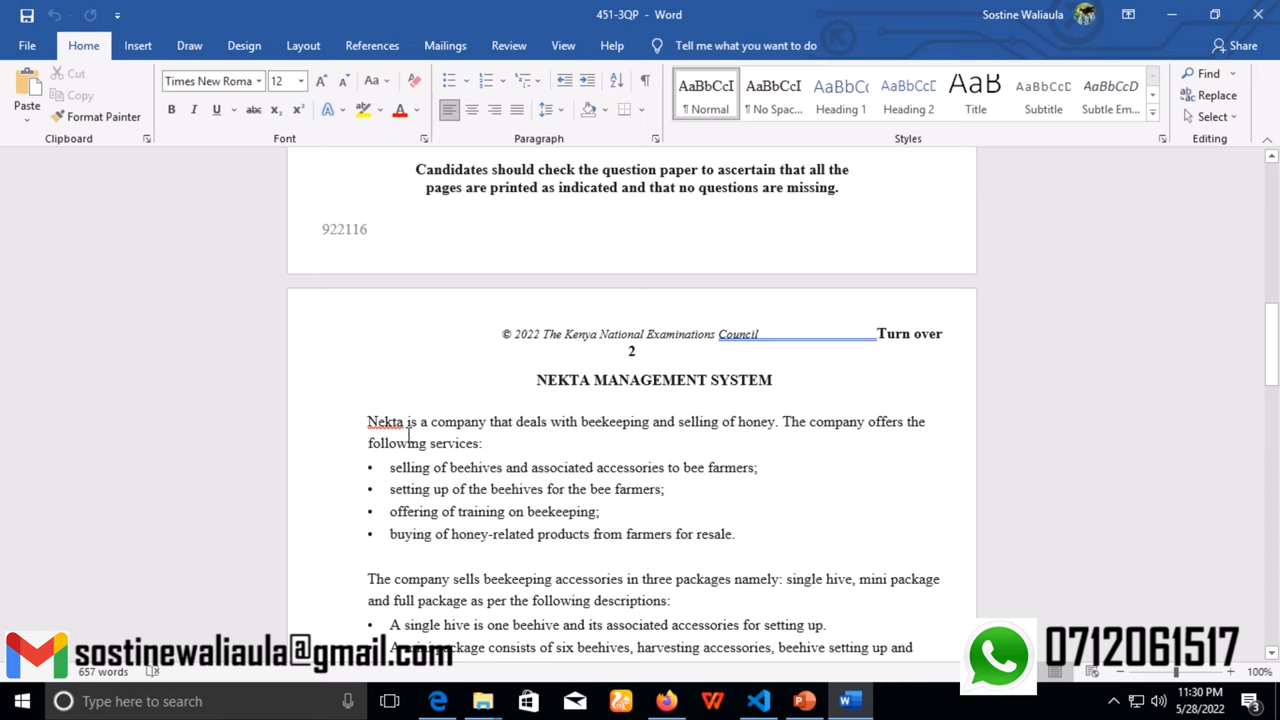 451-3QP - Word
Sostine Waliaula
File Home Insert Draw Design Layout References Mailings Review View Help Tell me what you want to do Share
Paste
Cut
Copy
Format Painter
Clipboard
Times New Roma 12
Font
Paragraph
AaBbCcI AaBbCcI AaBbCc AaBbCcD AaB AaBbCcD AaBbCcD
¶ Normal ¶ No Spac... Heading 1 Heading 2 Title Subtitle Subtle Em...
Styles
Find
Replace
Select
Editing
Candidates should check the question paper to ascertain that all the
pages are printed as indicated and that no questions are missing.
922116
© 2022 The Kenya National Examinations Council Turn over
2
NEKTA MANAGEMENT SYSTEM
Nekta is a company that deals with beekeeping and selling of honey. The company offers the
following services:
• selling of beehives and associated accessories to bee farmers;
• setting up of the beehives for the bee farmers;
• offering of training on beekeeping;
• buying of honey-related products from farmers for resale.
The company sells beekeeping accessories in three packages namely: single hive, mini package
and full package as per the following descriptions:
• A single hive is one beehive and its associated accessories for setting up.
A mini package consists of six beehives, harvesting accessories, beehive setting up and
sostinewaliaula@gmail.com
0712061517
657 words
100%
Type here to search
11:30 PM
5/28/2022
3